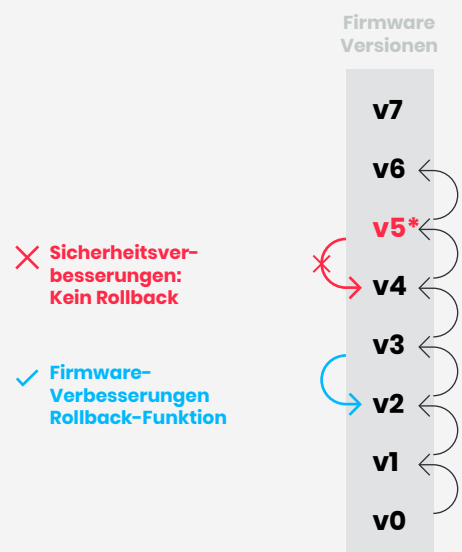 Firmware
Versionen
v7
v6
v5*
v4
v3
v2
v1
v0
Sicherheitsver-
besserungen:
Kein Rollback
Firmware-
Verbesserungen
Rollback-Funktion